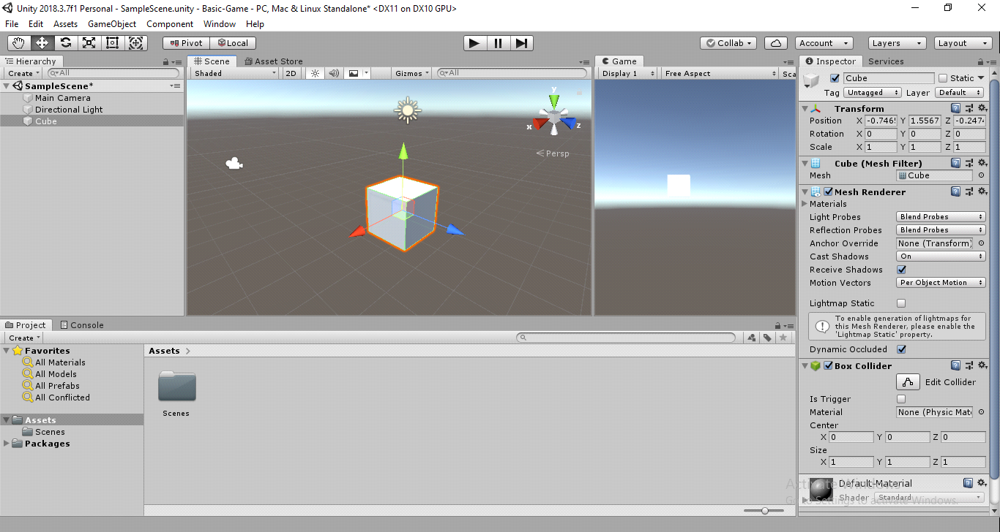 Unity 2018.3.7f1 Personal - SampleScene.unity - Basic-Game - PC, Mac & Linux Standalone* <DX11 on DX10 GPU>
File Edit Assets GameObject Component Window Help
Pivot Local Collab Account Layers Layout
Hierarchy
Create All
SampleScene*
Main Camera
Directional Light
Cube
Scene Asset Store
Shaded 2D Gizmos All
y
x z
Persp
Game
Display 1 Free Aspect Sca
Inspector Services
Cube Static
Tag Untagged Layer Default
Transform
Position X -0.746 Y 1.5567 Z -0.2474
Rotation X 0 Y 0 Z 0
Scale X 1 Y 1 Z 1
Cube (Mesh Filter)
Mesh Cube
Mesh Renderer
Materials
Light Probes Blend Probes
Reflection Probes Blend Probes
Anchor Override None (Transform)
Cast Shadows On
Receive Shadows
Motion Vectors Per Object Motion
Lightmap Static
To enable generation of lightmaps for
this Mesh Renderer, please enable the
'Lightmap Static' property.
Dynamic Occluded
Box Collider
Edit Collider
Is Trigger
Material None (Physic Mat
Center
X 0 Y 0 Z 0
Size
X 1 Y 1 Z 1
Default-Material
Shader Standard
Activate Windows
Go to Settings to activate Windows.
Project Console
Create
Favorites
All Materials
All Models
All Prefabs
All Conflicted
Assets
Scenes
Packages
Assets
Scenes